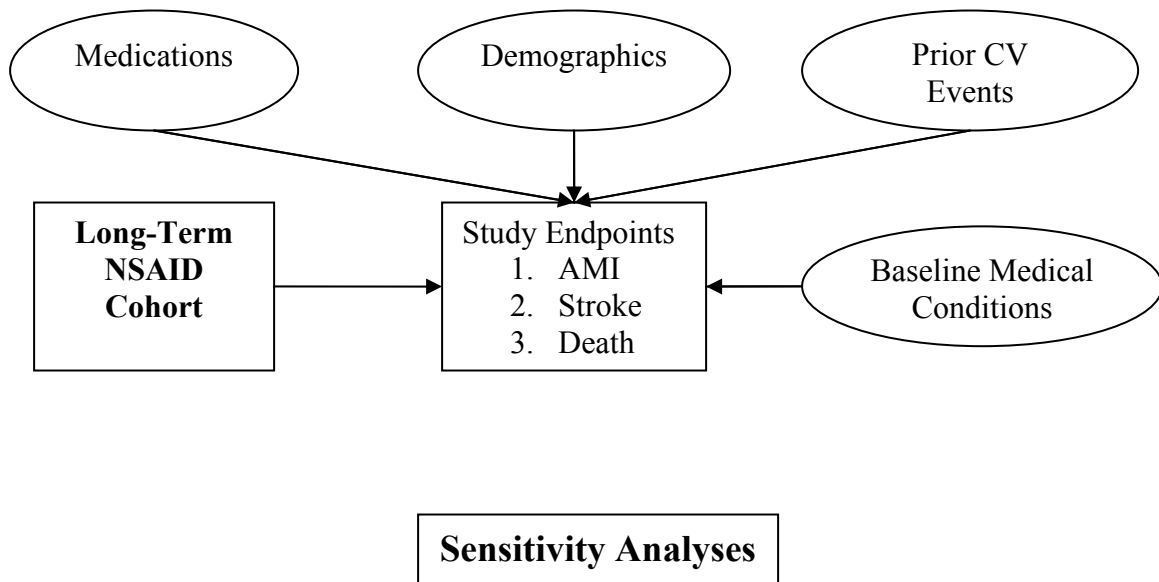 Medications
Demographics
Prior CV
Events
Long-Term
NSAID
Cohort
Study Endpoints
1. AMI
2. Stroke
3. Death
Baseline Medical
Conditions
Sensitivity Analyses